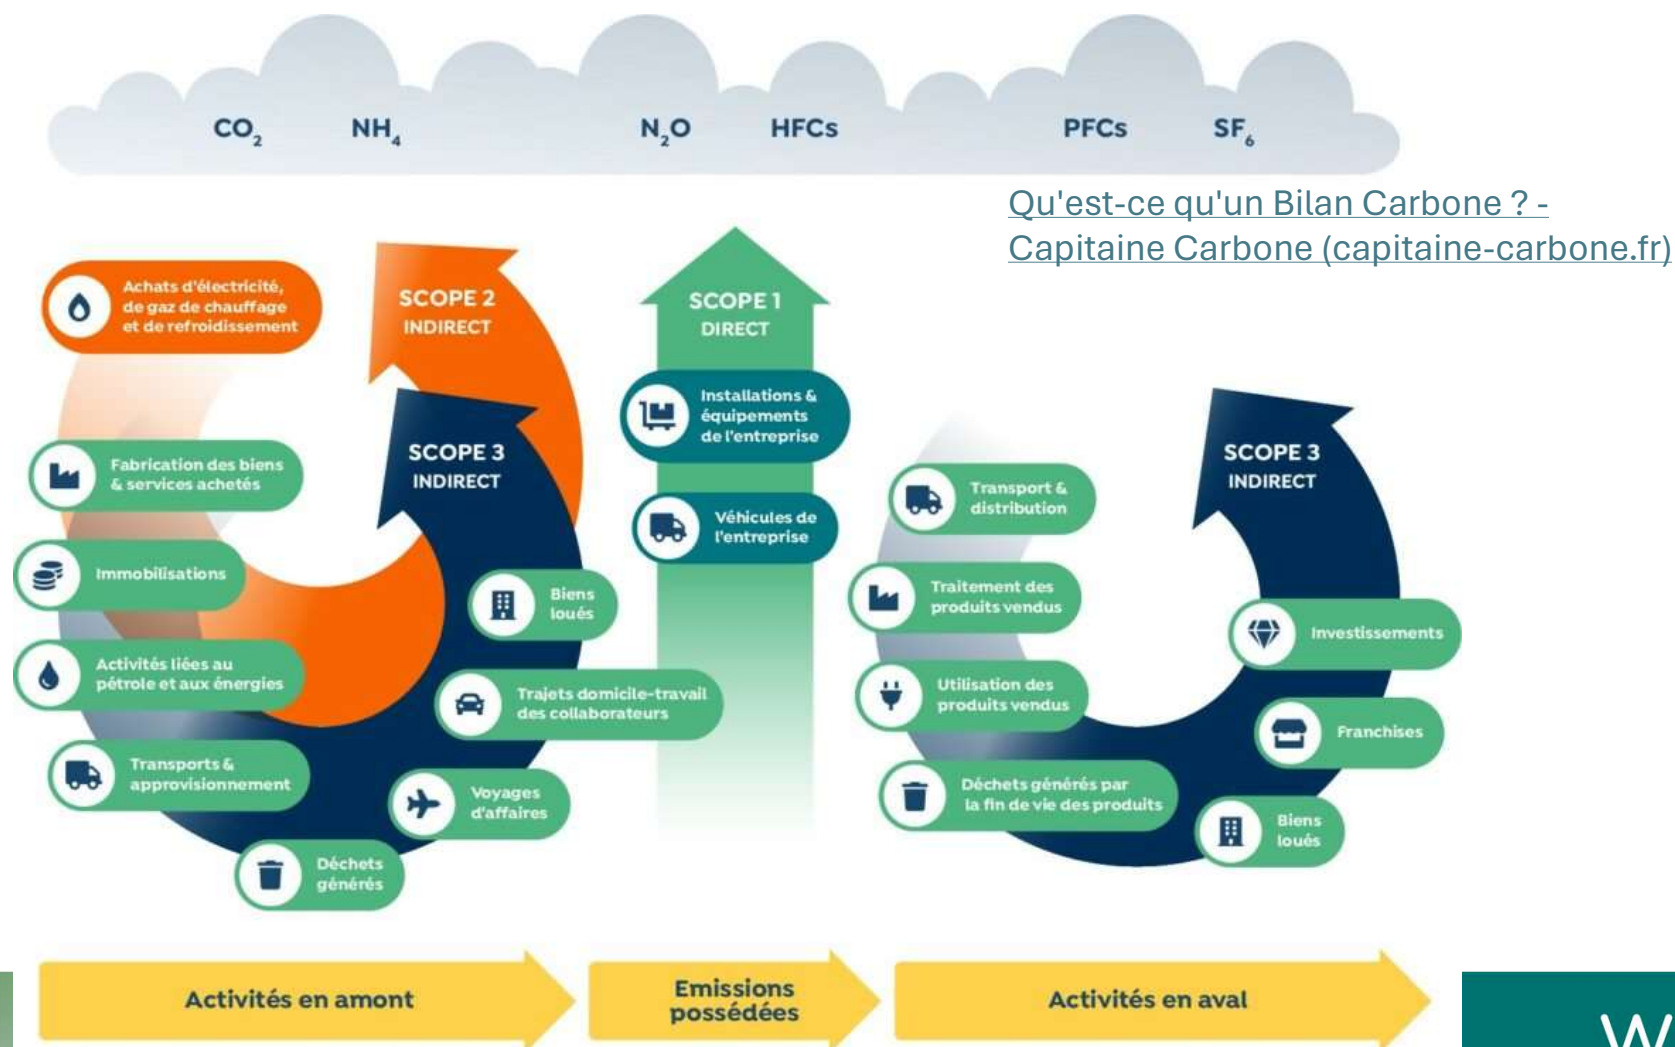 CO₂ NH₄ N₂O HFCs PFCs SF₆
Qu'est-ce qu'un Bilan Carbone ? -
Capitaine Carbone (capitaine-carbone.fr)
Achats d'électricité,
de gaz de chauffage
et de refroidissement
SCOPE 2
INDIRECT
Fabrication des biens
& services achetés
Immobilisations
Activités liées au
pétrole et aux énergies
Transports &
approvisionnement
Déchets
générés
Voyages
d'affaires
Trajets domicile-travail
des collaborateurs
Biens
loués
SCOPE 3
INDIRECT
SCOPE 1
DIRECT
Installations &
équipements
de l'entreprise
Véhicules de
l'entreprise
Transport &
distribution
Traitement des
produits vendus
Utilisation des
produits vendus
Déchets générés par
la fin de vie des produits
Biens
loués
Franchises
Investissements
SCOPE 3
INDIRECT
Activités en amont
Emissions
possédées
Activités en aval